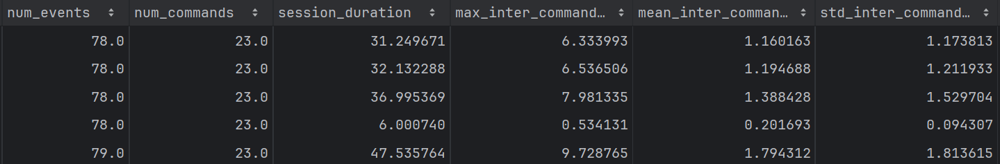 num_events num_commands session_duration max_inter_command… mean_inter_comman… std_inter_command…
78.0 23.0 31.249671 6.333993 1.160163 1.173813
78.0 23.0 32.132288 6.536506 1.194688 1.211933
78.0 23.0 36.995369 7.981335 1.388428 1.529704
78.0 23.0 6.000740 0.534131 0.201693 0.094307
79.0 23.0 47.535764 9.728765 1.794312 1.813615